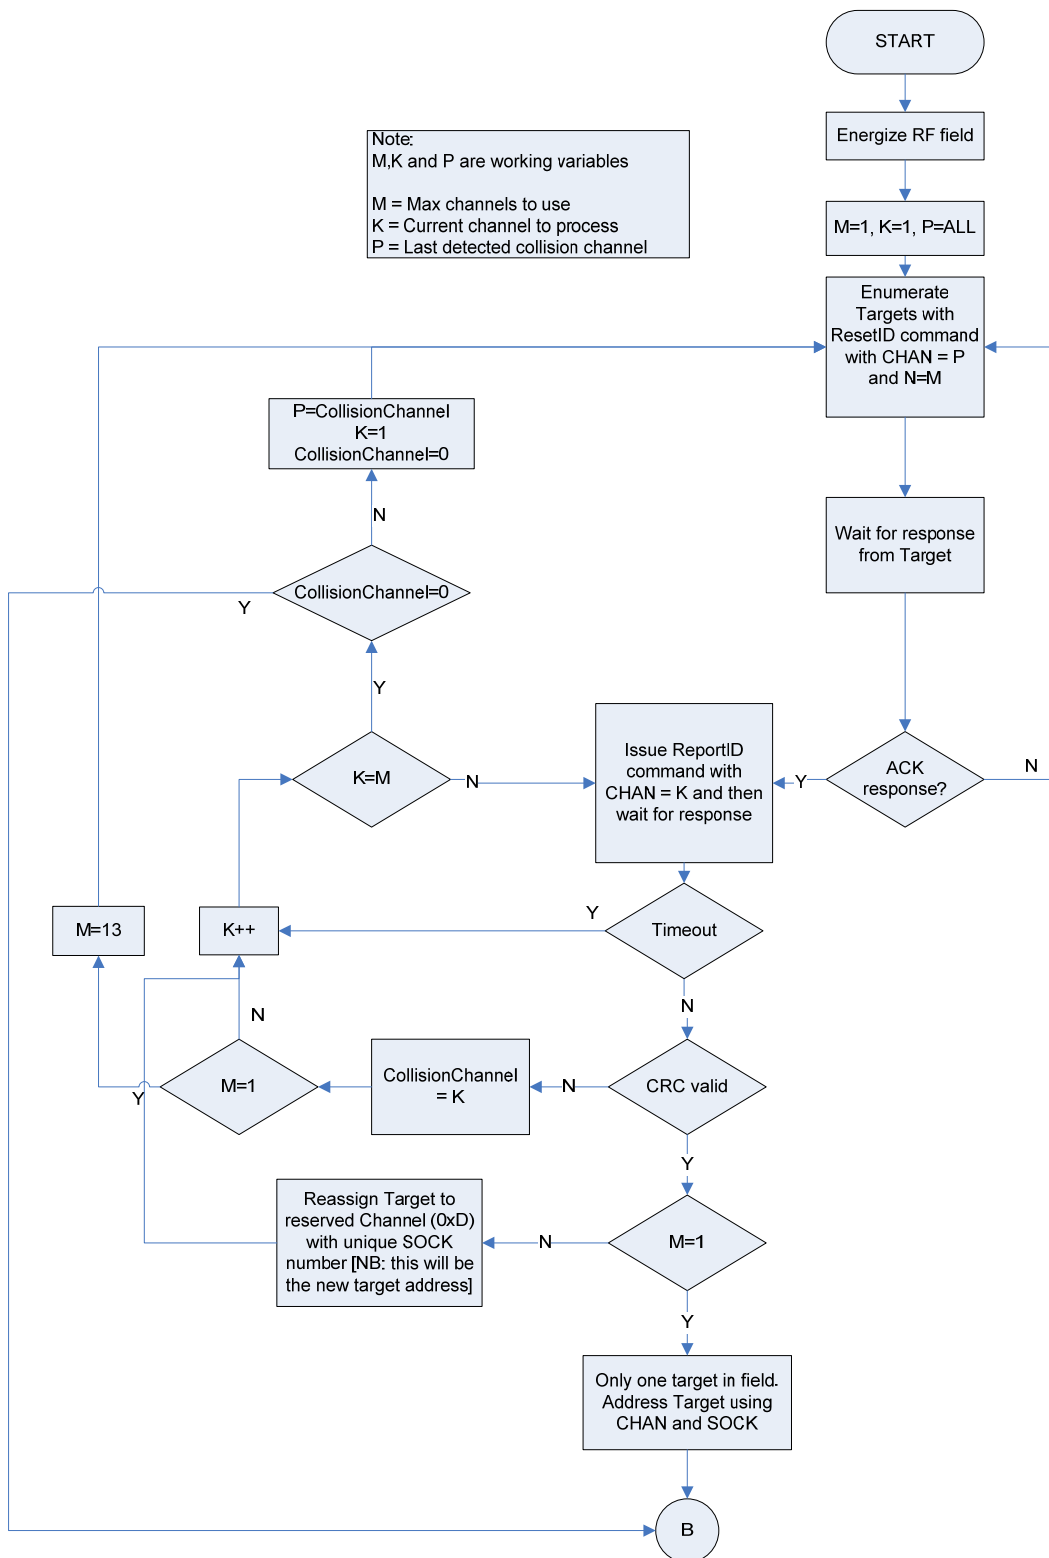 START
Energize RF field
Note:
M,K and P are working variables
M = Max channels to use
K = Current channel to process
P = Last detected collision channel
M=1, K=1, P=ALL
Enumerate
Targets with
ResetID command
with CHAN = P
and N=M
P=CollisionChannel
K=1
CollisionChannel=0
N
Wait for response
from Target
CollisionChannel=0
Y
Y
K=M
N
Issue ReportID
command with
CHAN = K and then
wait for response
Y
ACK
response?
N
M=13
K++
Y
Timeout
N
N
M=1
Y
CollisionChannel
= K
N
CRC valid
Y
Reassign Target to
reserved Channel (0xD)
with unique SOCK
number [NB: this will be
the new target address]
N
M=1
Y
Only one target in field.
Address Target using
CHAN and SOCK
B